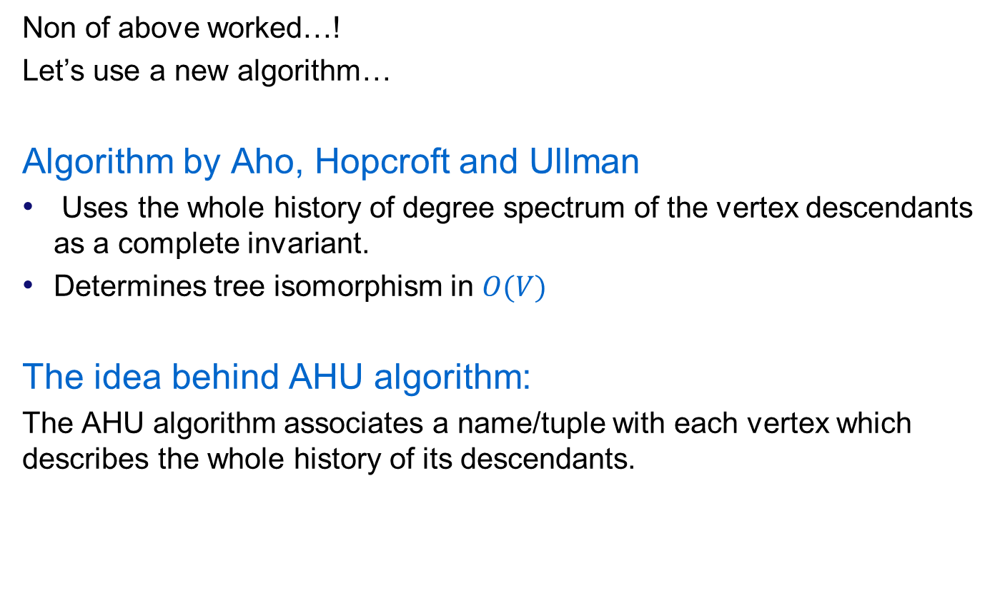 Non of above worked…!
Let’s use a new algorithm…
Algorithm by Aho, Hopcroft and Ullman
• Uses the whole history of degree spectrum of the vertex descendants
as a complete invariant.
• Determines tree isomorphism in O(V)
The idea behind AHU algorithm:
The AHU algorithm associates a name/tuple with each vertex which
describes the whole history of its descendants.